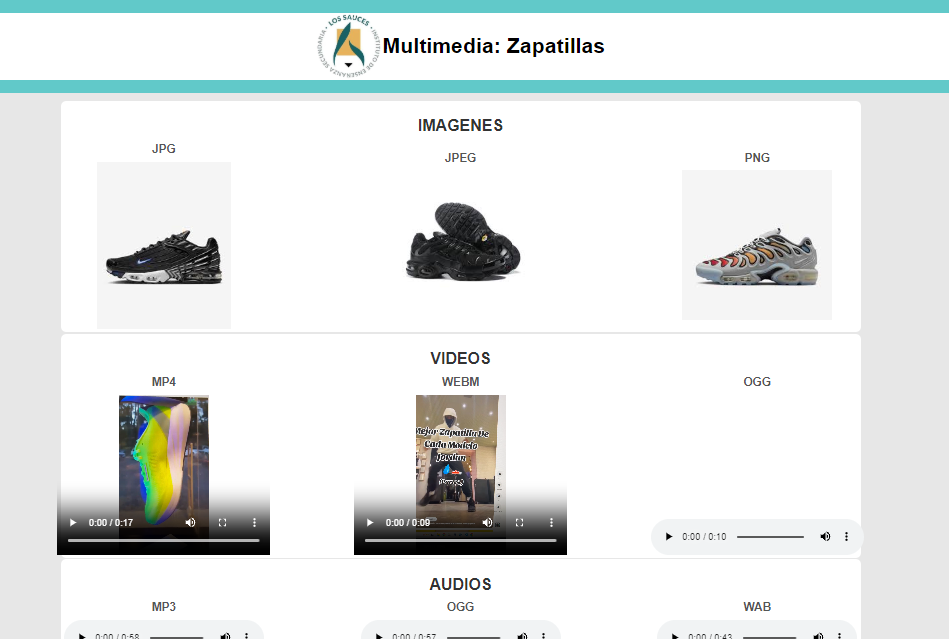 LOS SAUCES
INSTITUTO DE ENSEÑANZA SECUNDARIA
Multimedia: Zapatillas
IMAGENES
JPG
JPEG
PNG
VIDEOS
MP4
WEBM
OGG
Mejor Zapatilla De
Cada Modelo
Jordan
0:00 / 0:17
0:00 / 0:09
0:00 / 0:10
AUDIOS
MP3
OGG
WAB
0:00 / 0:58
0:00 / 0:57
0:00 / 0:43